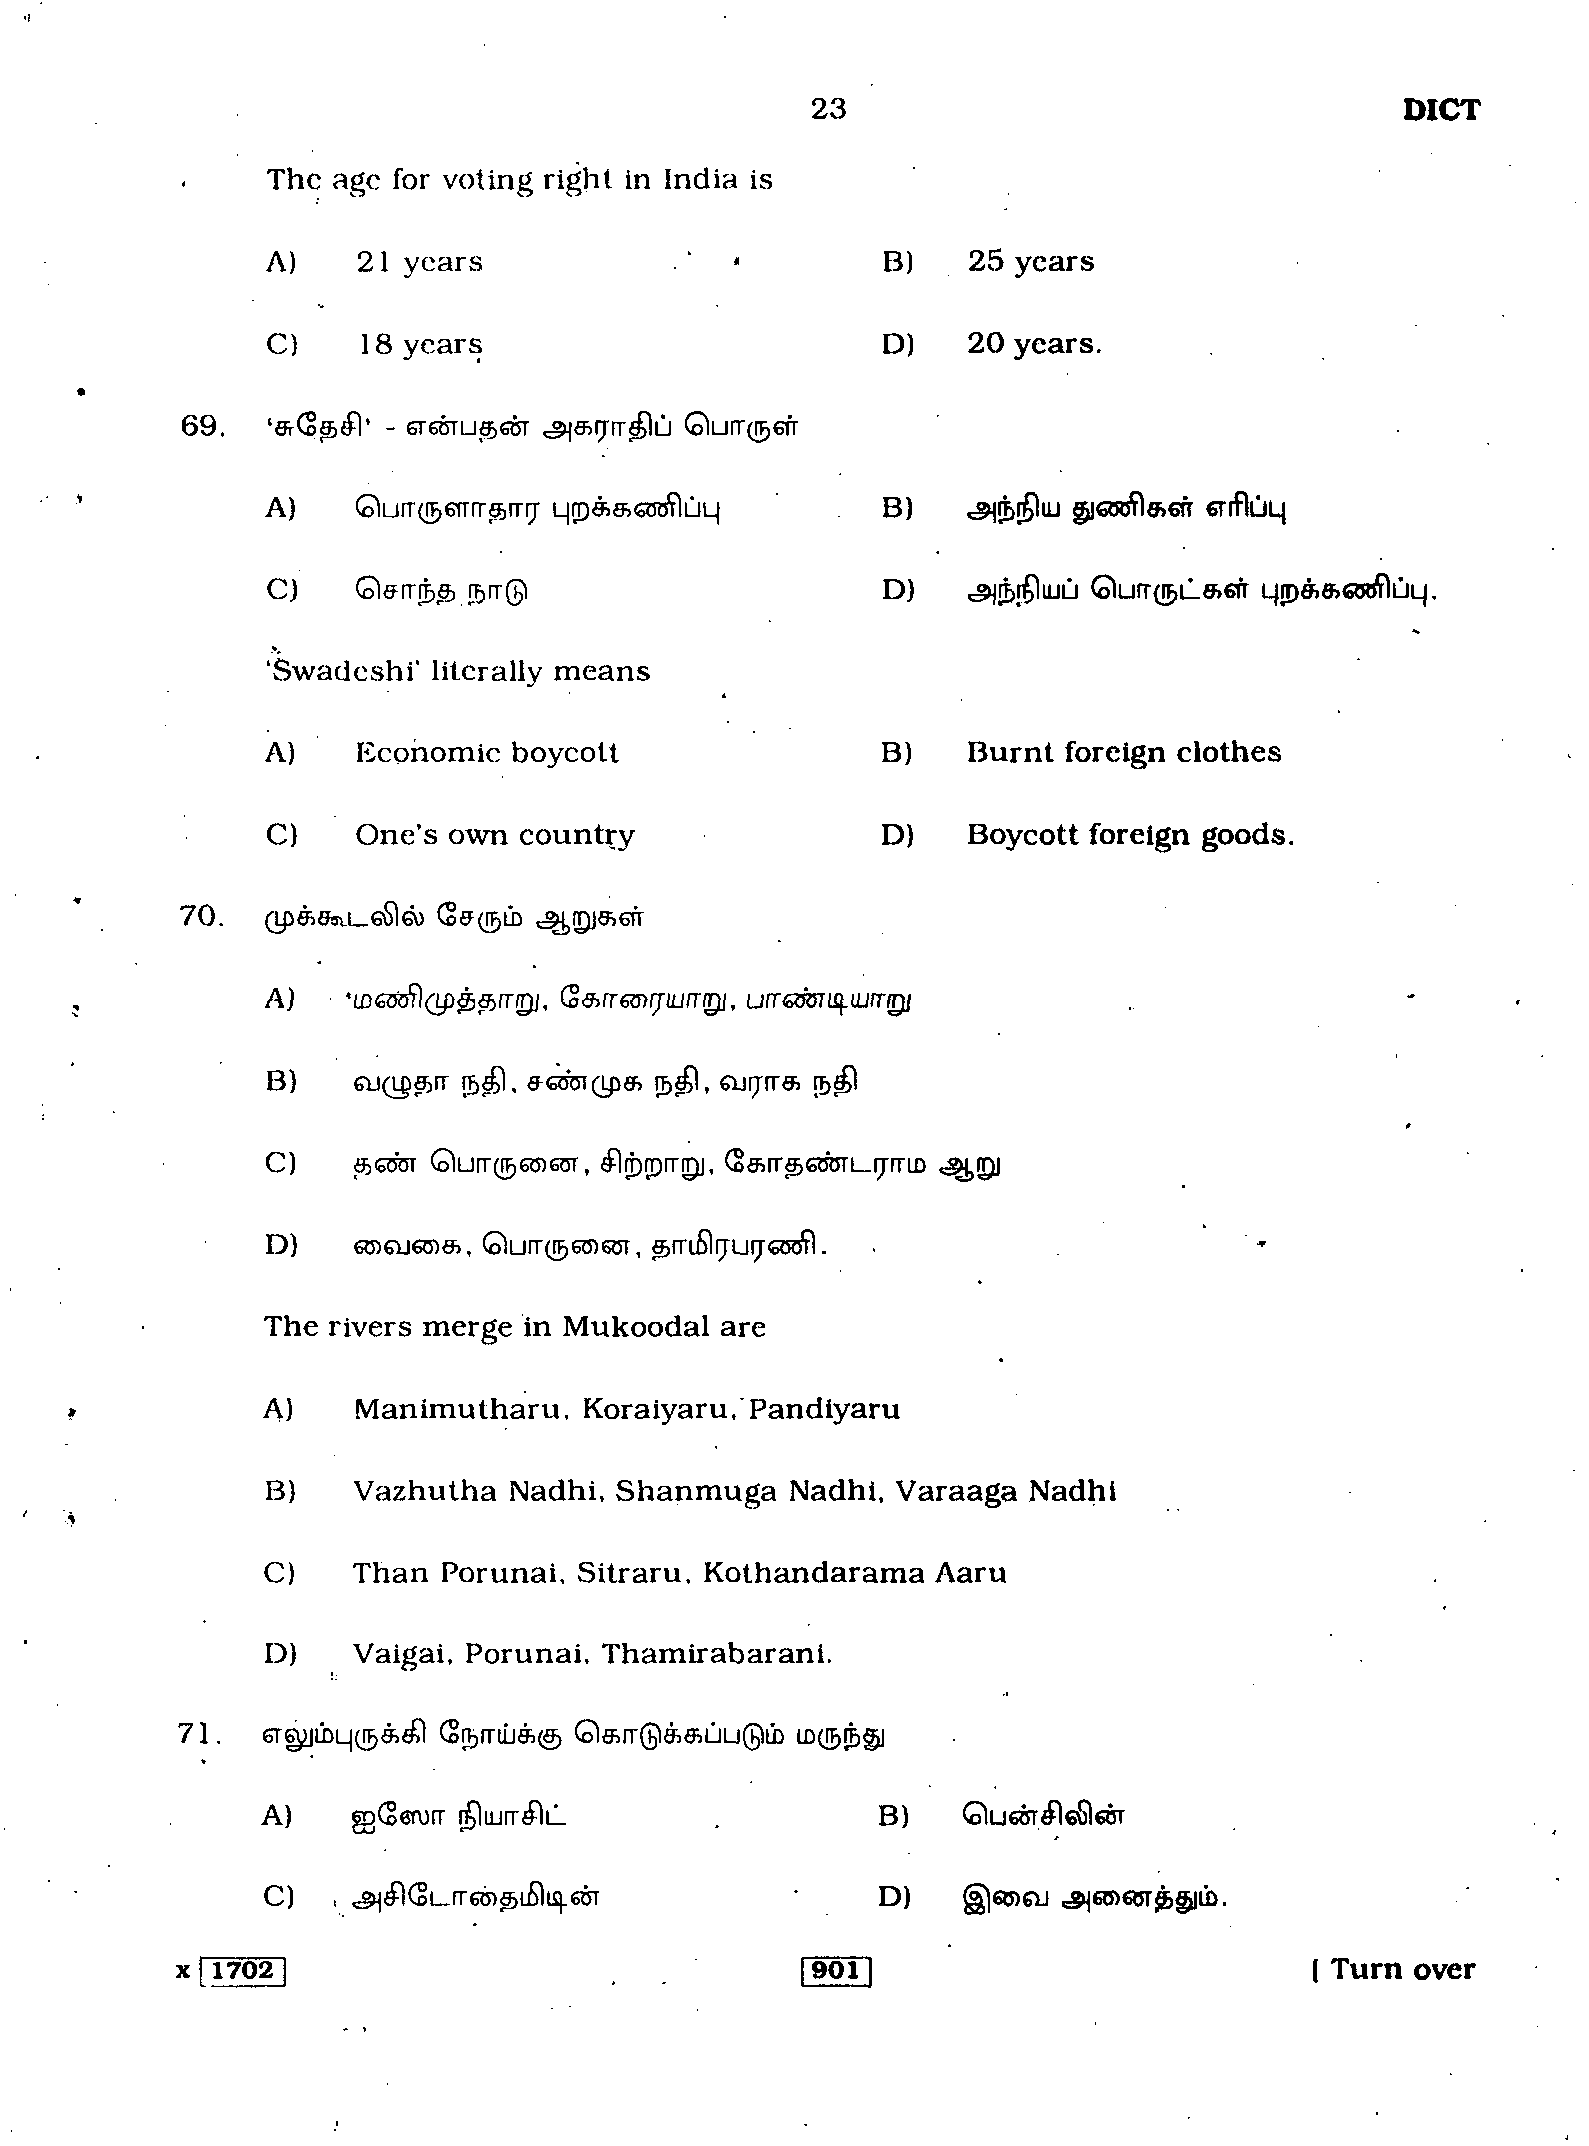 23 DICT
The age for voting right in India is
A) 21 years B) 25 years
C) 18 years D) 20 years.
69. 'சுதேசி' - என்பதன் அகராதிப் பொருள்
A) பொருளாதார புறக்கணிப்பு B) அந்நிய துணிகள் எரிப்பு
C) சொந்த நாடு D) அந்நியப் பொருட்கள் புறக்கணிப்பு.
'Swadeshi' literally means
A) Economic boycott B) Burnt foreign clothes
C) One's own country D) Boycott foreign goods.
70. முக்கூடலில் சேரும் ஆறுகள்
A) மணிமுத்தாறு, கோரையாறு, பாண்டியாறு
B) வழுதா நதி, சண்முக நதி, வராக நதி
C) தண் பொருனை, சிற்றாறு, கோதண்டராம ஆறு
D) வைகை, பொருனை, தாமிரபரணி.
The rivers merge in Mukoodal are
A) Manimutharu, Koraiyaru, Pandiyaru
B) Vazhutha Nadhi, Shanmuga Nadhi, Varaaga Nadhi
C) Than Porunai, Sitraru, Kothandarama Aaru
D) Vaigai, Porunai, Thamirabarani.
71. எலும்புருக்கி நோய்க்கு கொடுக்கப்படும் மருந்து
A) ஐஸோ நியாசிட் B) பென்சிலின்
C) அசிடோதைமிடின் D) இவை அனைத்தும்.
x 1702 901 [ Turn over